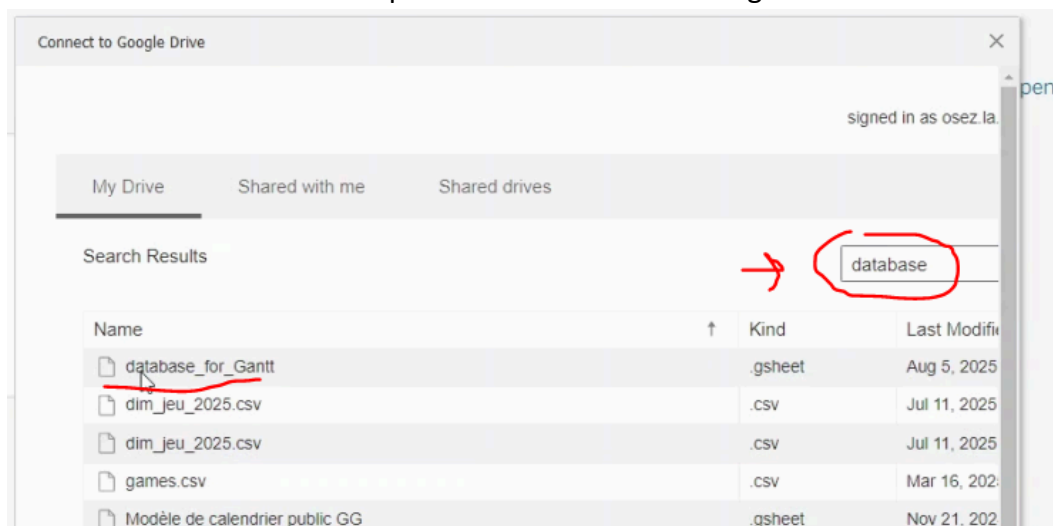 Connect to Google Drive
pen
signed in as osez.la.
My Drive Shared with me Shared drives
Search Results
database
Name ↑ Kind Last Modifi
database_for_Gantt .gsheet Aug 5, 2025
dim_jeu_2025.csv .csv Jul 11, 2025
dim_jeu_2025.csv .csv Jul 11, 2025
games.csv .csv Mar 16, 202
Modèle de calendrier public GG .gsheet Nov 21, 202